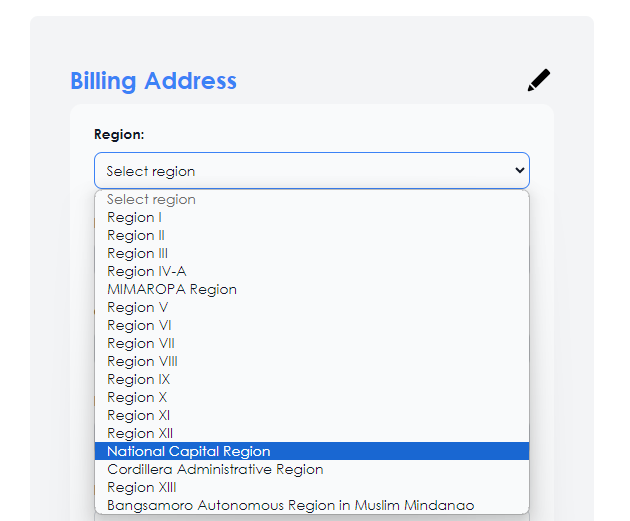 Billing Address
Region:
Select region
Select region
Region I
Region II
Region III
Region IV-A
MIMAROPA Region
Region V
Region VI
Region VII
Region VIII
Region IX
Region X
Region XI
Region XII
National Capital Region
Cordillera Administrative Region
Region XIII
Bangsamoro Autonomous Region in Muslim Mindanao